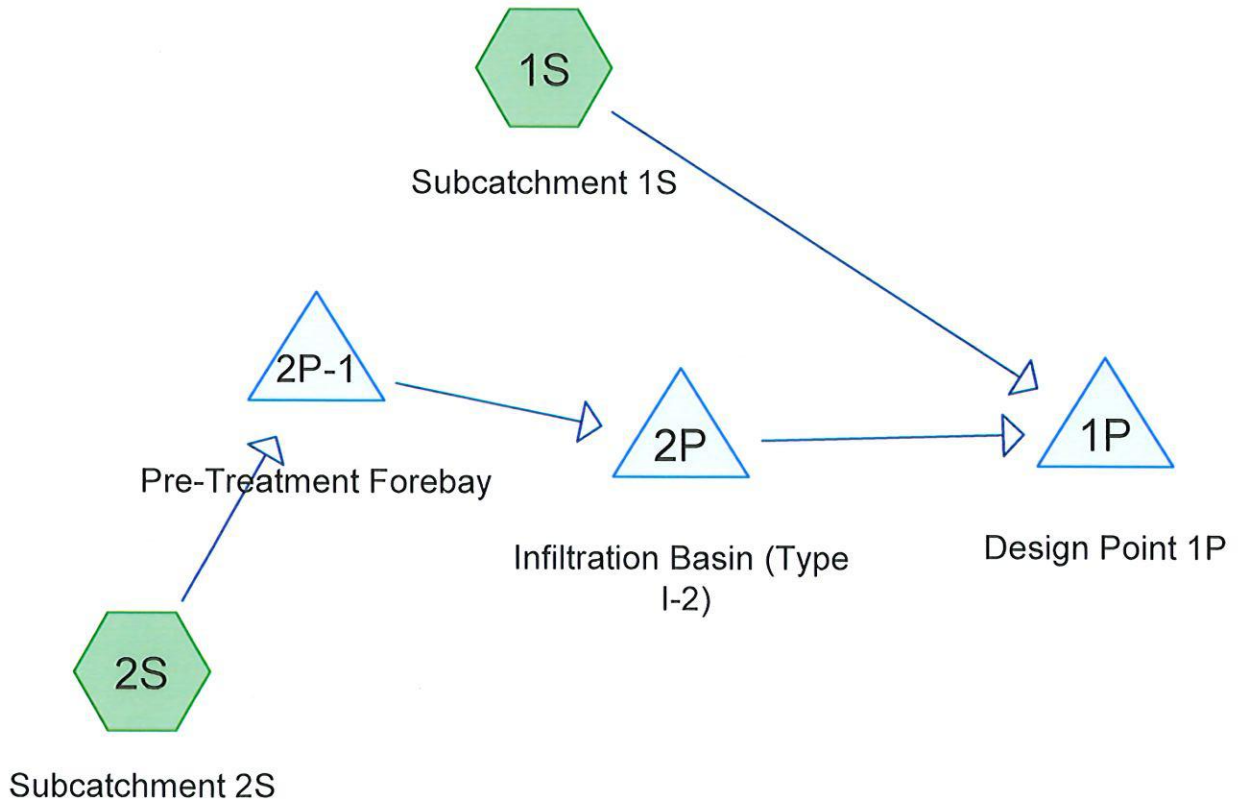 1S
Subcatchment 1S
2P-1
Pre-Treatment Forebay
2P
Infiltration Basin (Type
I-2)
1P
Design Point 1P
2S
Subcatchment 2S